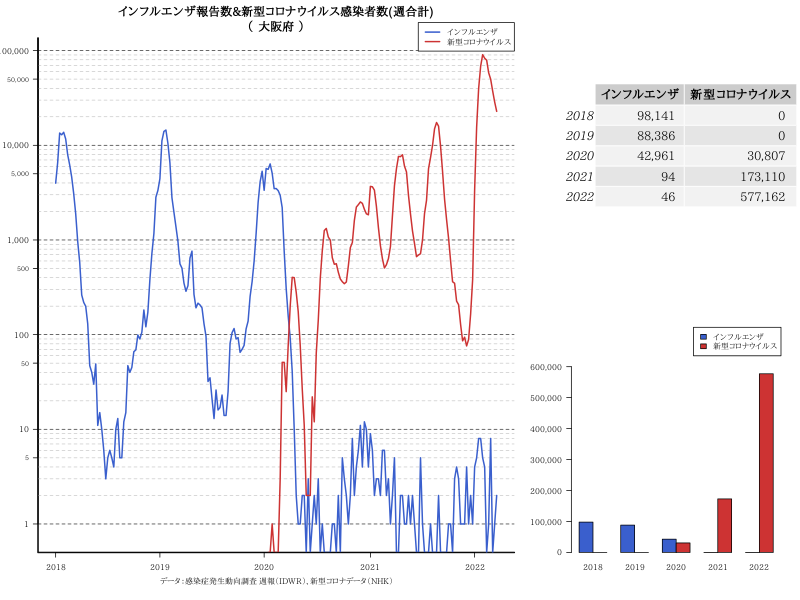 インフルエンザ報告数&新型コロナウイルス感染者数(週合計)
（ 大阪府 ）
インフルエンザ
新型コロナウイルス
00,000
50,000
10,000
5,000
1,000
500
100
50
10
5
1
2018 2019 2020 2021 2022
データ：感染症発生動向調査 週報(IDWR)、新型コロナデータ(NHK)
インフルエンザ 新型コロナウイルス
2018 98,141 0
2019 88,386 0
2020 42,961 30,807
2021 94 173,110
2022 46 577,162
インフルエンザ
新型コロナウイルス
600,000
500,000
400,000
300,000
200,000
100,000
0
2018 2019 2020 2021 2022